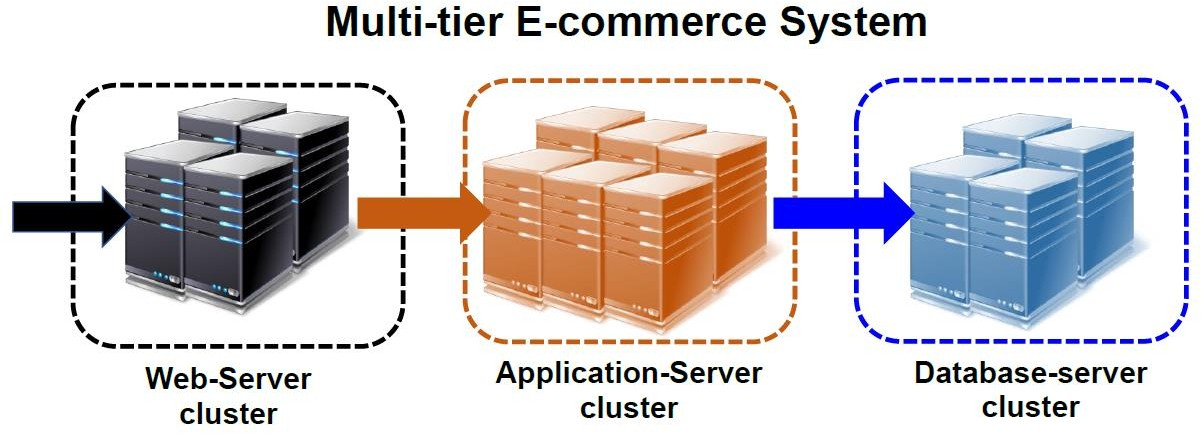 Multi-tier E-commerce System
Web-Server
cluster
Application-Server
cluster
Database-server
cluster